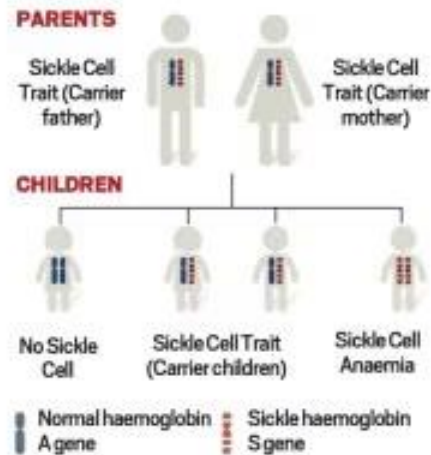 PARENTS
Sickle Cell
Trait (Carrier
father)
Sickle Cell
Trait (Carrier
mother)
CHILDREN
No Sickle
Cell
Sickle Cell Trait
(Carrier children)
Sickle Cell
Anaemia
Normal haemoglobin
A gene
Sickle haemoglobin
S gene